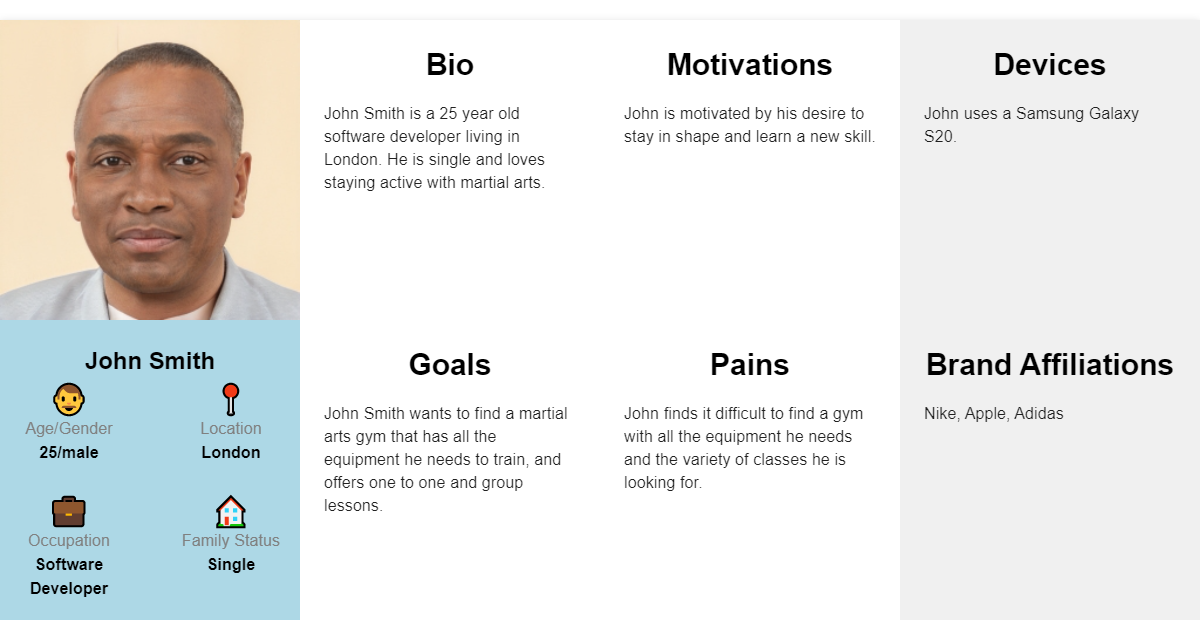 Bio
John Smith is a 25 year old
software developer living in
London. He is single and loves
staying active with martial arts.
Motivations
John is motivated by his desire to
stay in shape and learn a new skill.
Devices
John uses a Samsung Galaxy
S20.
John Smith
Age/Gender
25/male
Location
London
Occupation
Software
Developer
Family Status
Single
Goals
John Smith wants to find a martial
arts gym that has all the
equipment he needs to train, and
offers one to one and group
lessons.
Pains
John finds it difficult to find a gym
with all the equipment he needs
and the variety of classes he is
looking for.
Brand Affiliations
Nike, Apple, Adidas